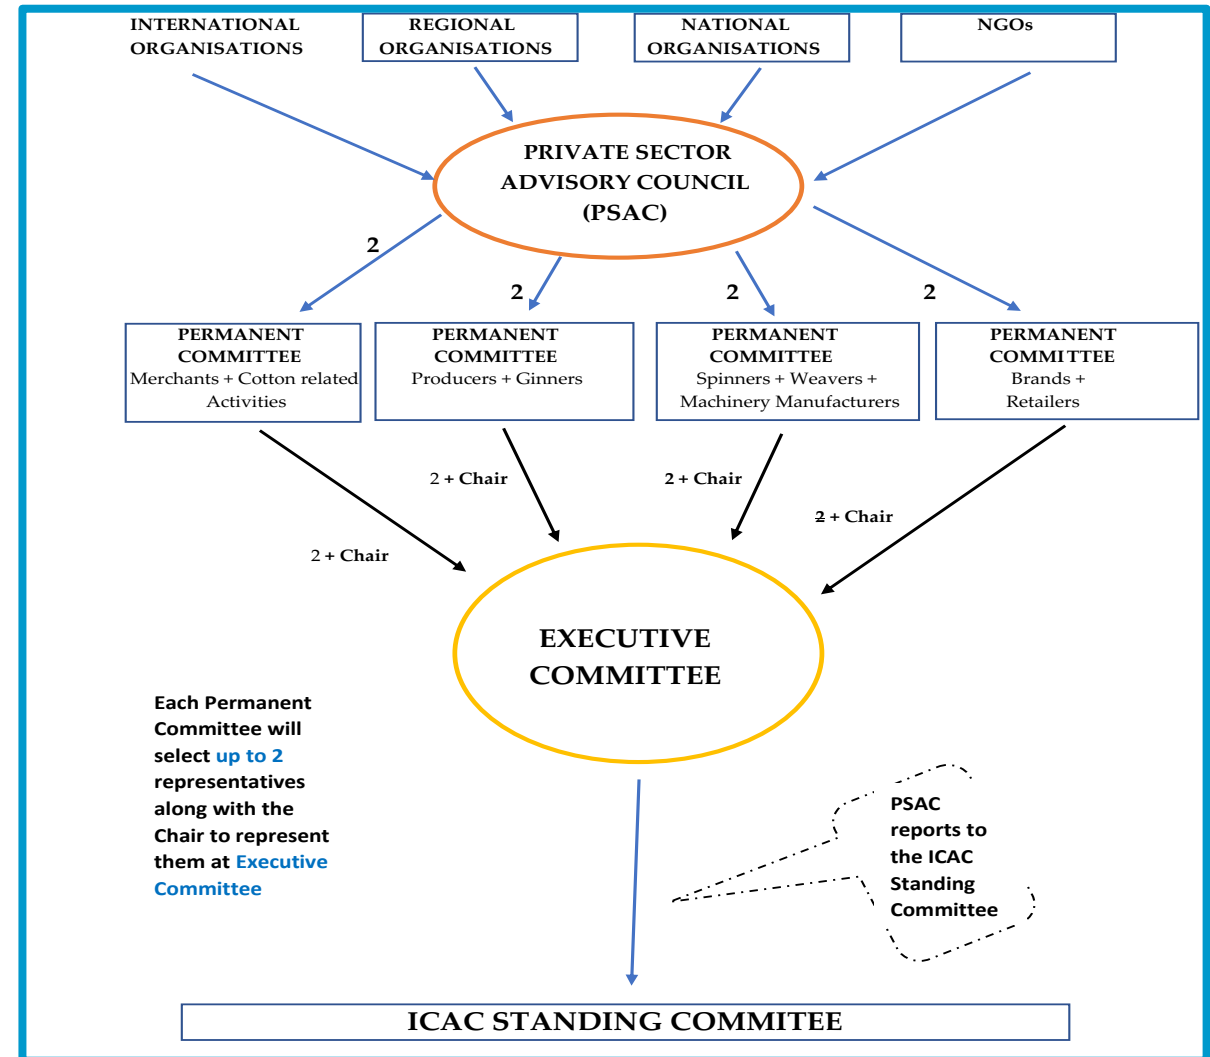 INTERNATIONAL
ORGANISATIONS
REGIONAL
ORGANISATIONS
NATIONAL
ORGANISATIONS
NGOs
PRIVATE SECTOR
ADVISORY COUNCIL
(PSAC)
2
2
2
2
PERMANENT
COMMITTEE
Merchants + Cotton related
Activities
PERMANENT
COMMITTEE
Producers + Ginners
PERMANENT
COMMITTEE
Spinners + Weavers +
Machinery Manufacturers
PERMANENT
COMMITTEE
Brands +
Retailers
2 + Chair
2 + Chair
2 + Chair
2 + Chair
EXECUTIVE
COMMITTEE
Each Permanent
Committee will
select up to 2
representatives
along with the
Chair to represent
them at Executive
Committee
PSAC
reports to
the ICAC
Standing
Committee
ICAC STANDING COMMITEE